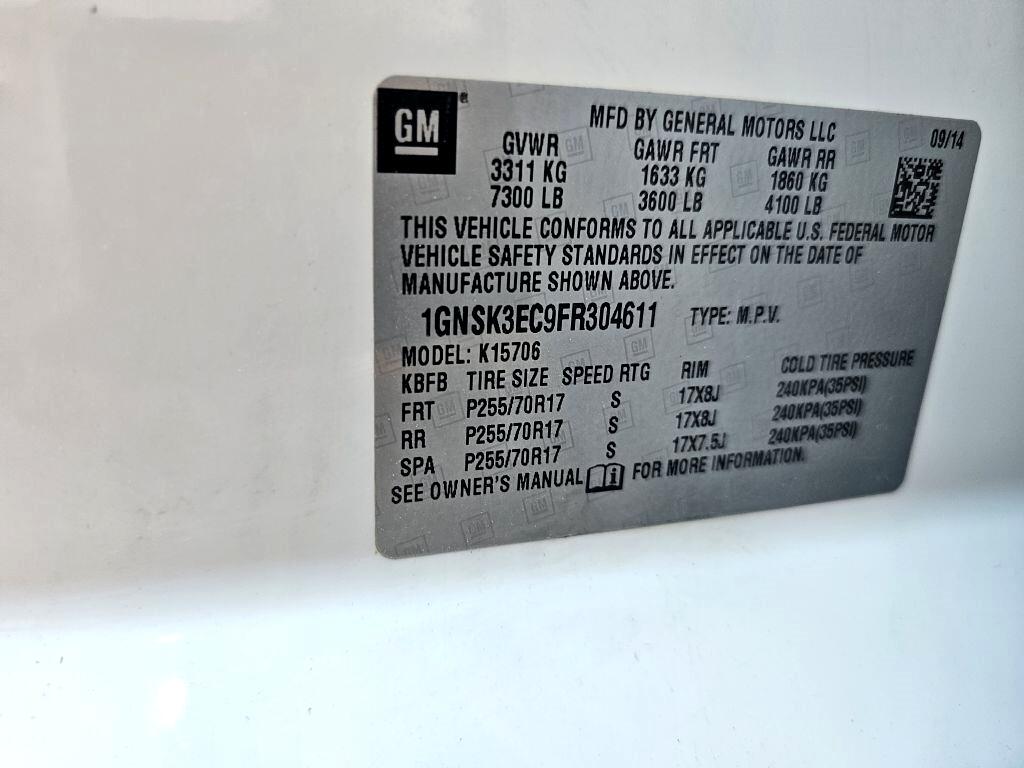 GM
MFD BY GENERAL MOTORS LLC 09/14
GVWR GAWR FRT GAWR RR
3311 KG 1633 KG 1860 KG
7300 LB 3600 LB 4100 LB
THIS VEHICLE CONFORMS TO ALL APPLICABLE U.S. FEDERAL MOTOR
VEHICLE SAFETY STANDARDS IN EFFECT ON THE DATE OF
MANUFACTURE SHOWN ABOVE.
1GNSK3EC9FR304611 TYPE: M.P.V.
MODEL: K15706
KBFB TIRE SIZE SPEED RTG RIM COLD TIRE PRESSURE
FRT P255/70R17 S 17X8J 240KPA(35PSI)
RR P255/70R17 S 17X8J 240KPA(35PSI)
SPA P255/70R17 S 17X7.5J 240KPA(35PSI)
SEE OWNER'S MANUAL i FOR MORE INFORMATION.